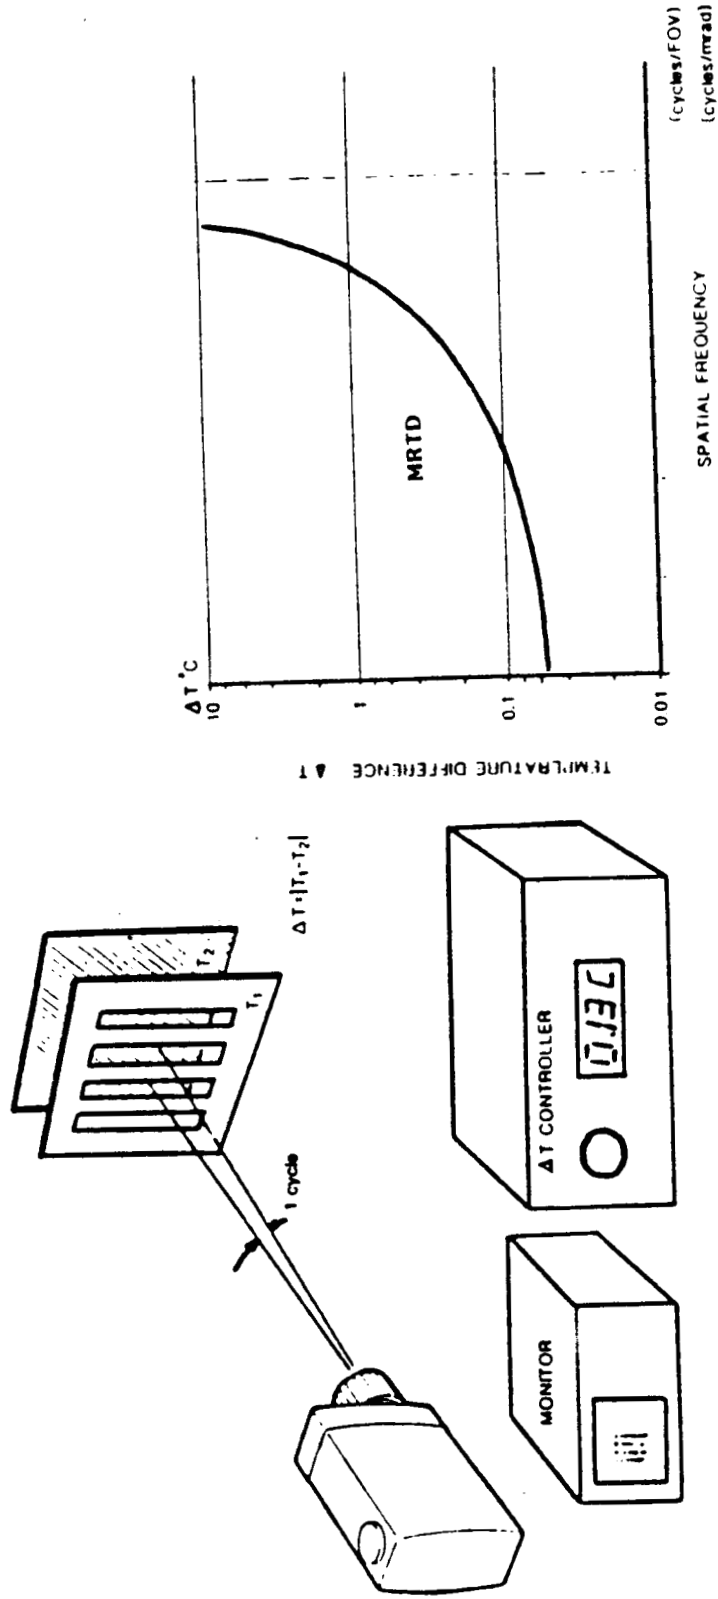 T₂
T₁
ΔT=|T₁-T₂|
1 cycle
MONITOR
ΔT CONTROLLER
TEMPERATURE DIFFERENCE ΔT
ΔT °C
10
1
0.1
0.01
MRTD
SPATIAL FREQUENCY
(cycles/FOV)
(cycles/mrad)